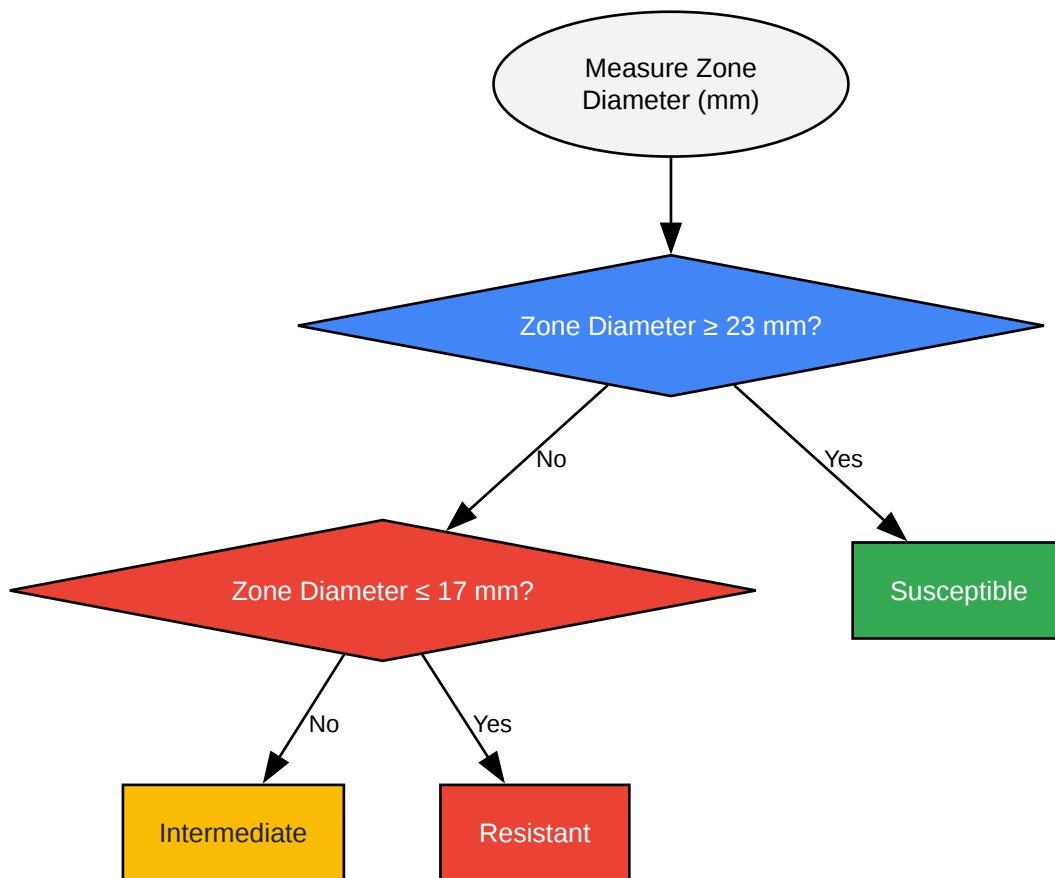 Measure Zone
Diameter (mm)
Zone Diameter ≥ 23 mm?
No
Yes
Zone Diameter ≤ 17 mm?
Susceptible
No
Yes
Intermediate
Resistant